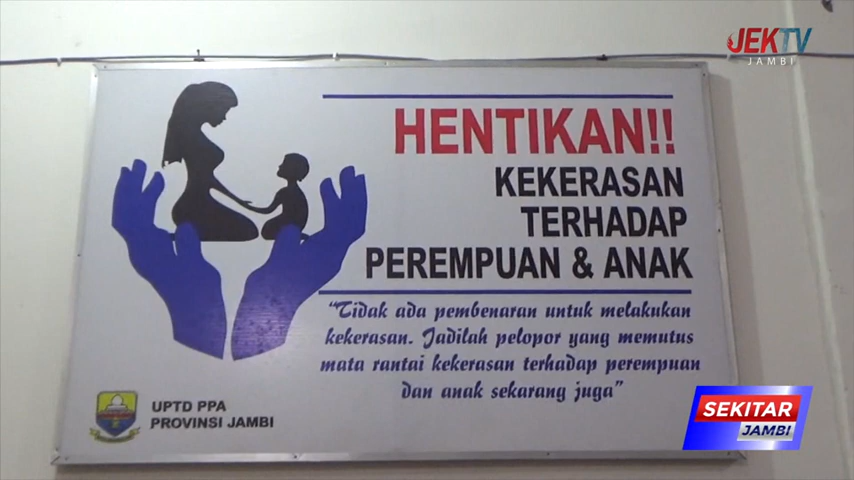 JEKTV
JAMBI
HENTIKAN!!
KEKERASAN
TERHADAP
PEREMPUAN & ANAK
"Tidak ada pembenaran untuk melakukan
kekerasan. Jadilah pelopor yang memutus
mata rantai kekerasan terhadap perempuan
dan anak sekarang juga"
UPTD PPA
PROVINSI JAMBI
SEKITAR
JAMBI